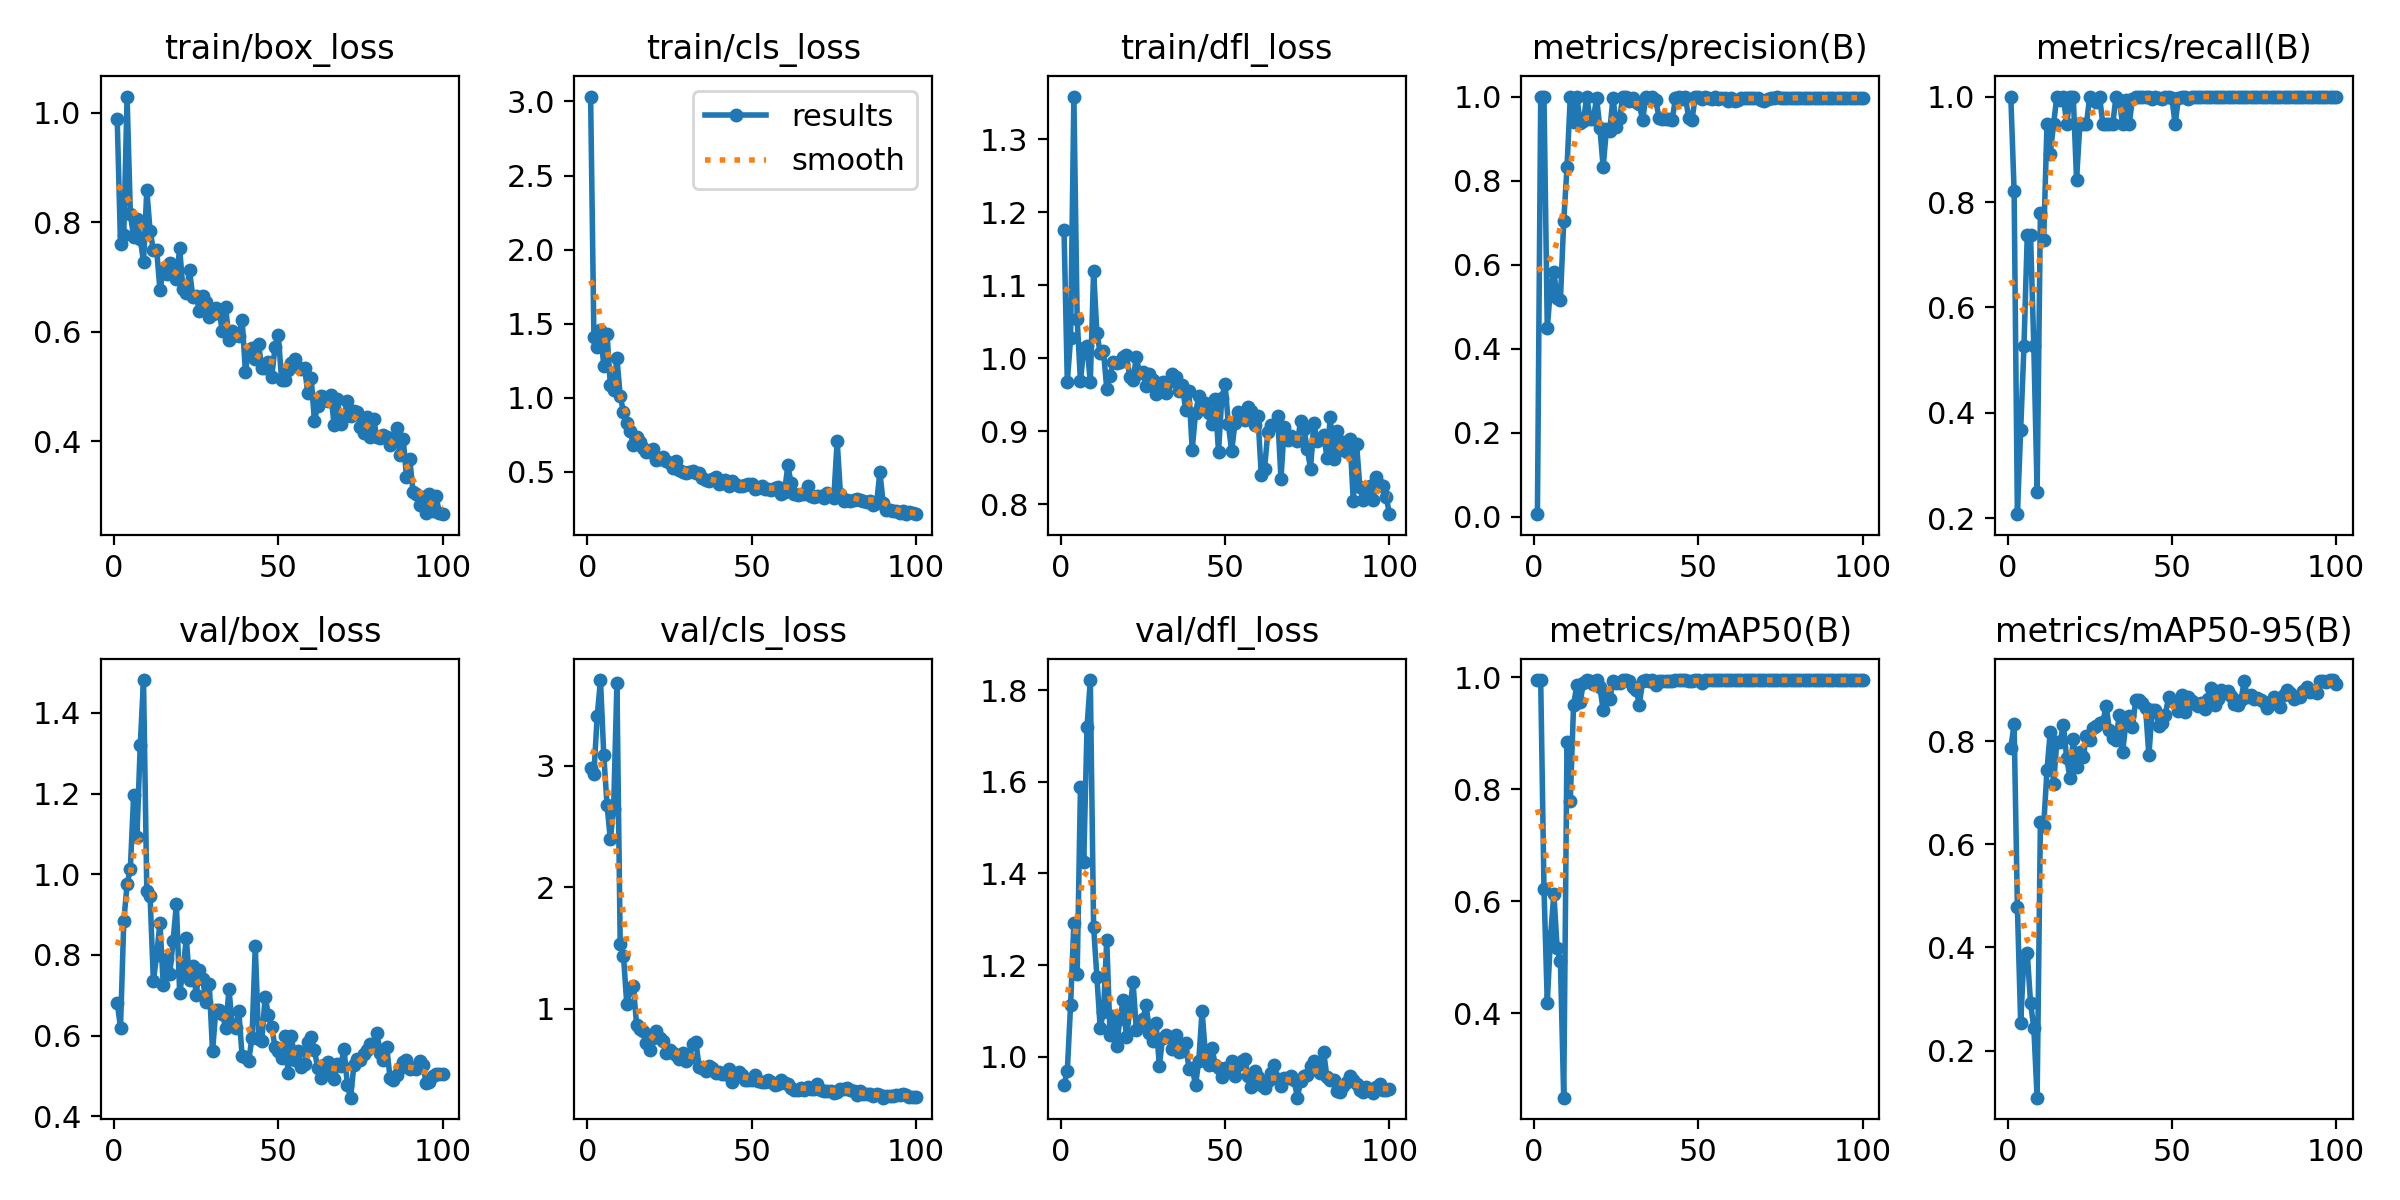 train/box_loss
1.0
0.8
0.6
0.4
0 50 100
train/cls_loss
results
smooth
3.0
2.5
2.0
1.5
1.0
0.5
0 50 100
train/dfl_loss
1.3
1.2
1.1
1.0
0.9
0.8
0 50 100
metrics/precision(B)
1.0
0.8
0.6
0.4
0.2
0.0
0 50 100
metrics/recall(B)
1.0
0.8
0.6
0.4
0.2
0 50 100
val/box_loss
1.4
1.2
1.0
0.8
0.6
0.4
0 50 100
val/cls_loss
3
2
1
0 50 100
val/dfl_loss
1.8
1.6
1.4
1.2
1.0
0 50 100
metrics/mAP50(B)
1.0
0.8
0.6
0.4
0 50 100
metrics/mAP50-95(B)
0.8
0.6
0.4
0.2
0 50 100